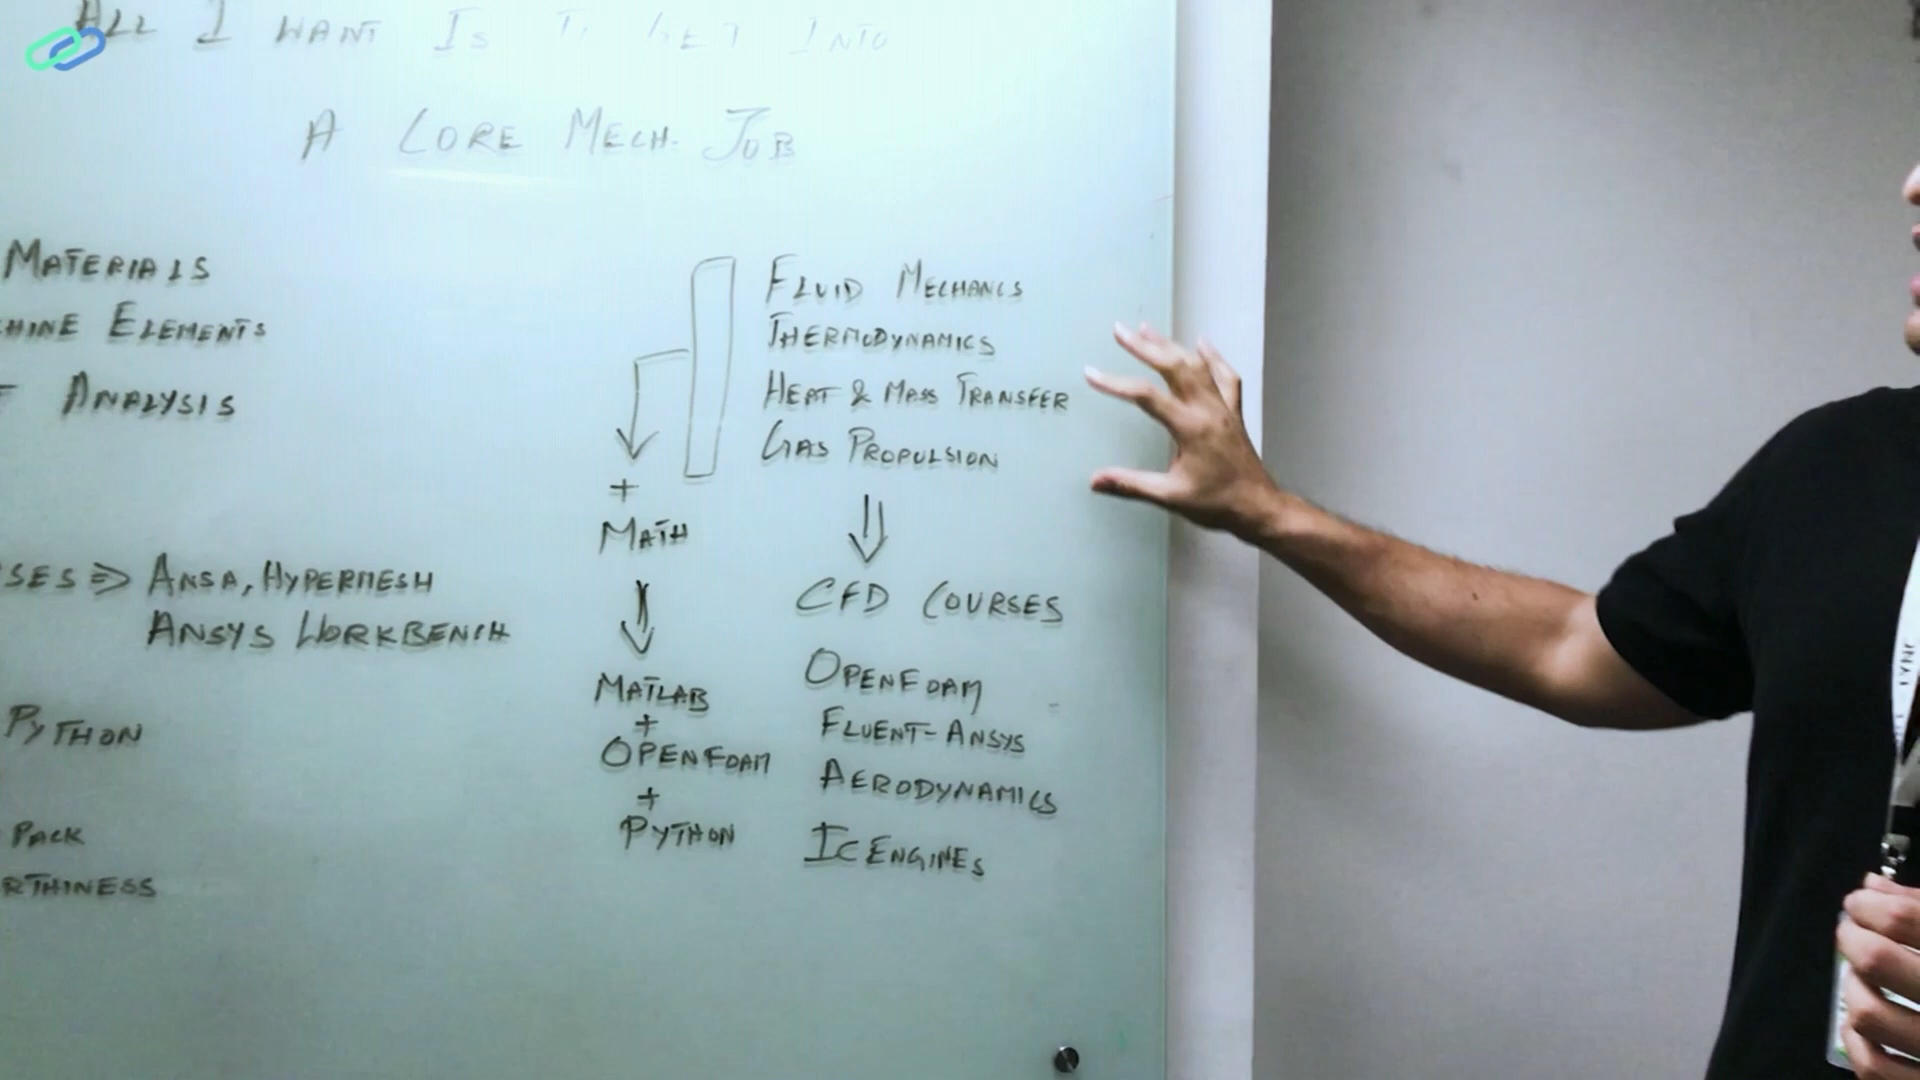 ALL I WANT IS TO GET INTO
A CORE MECH. JOB
MATERIALS
HINE ELEMENTS
ANALYSIS
SES ⇒ ANSA, HYPERMESH
ANSYS WORKBENCH
PYTHON
PACK
RTHINESS
+
MATH
MATLAB
+
OPENFOAM
+
PYTHON
FLUID MECHANCS
THERMODYNAMICS
HEAT & MASS TRANSFER
GAS PROPULSION
CFD COURSES
OPENFOAM
FLUENT-ANSYS
AERODYNAMICS
IC ENGINES